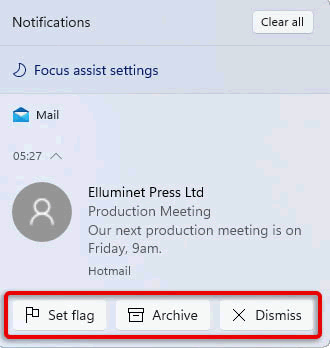 Notifications Clear all
Focus assist settings
Mail
05:27
Elluminet Press Ltd
Production Meeting
Our next production meeting is on
Friday, 9am.
Hotmail
Set flag Archive Dismiss